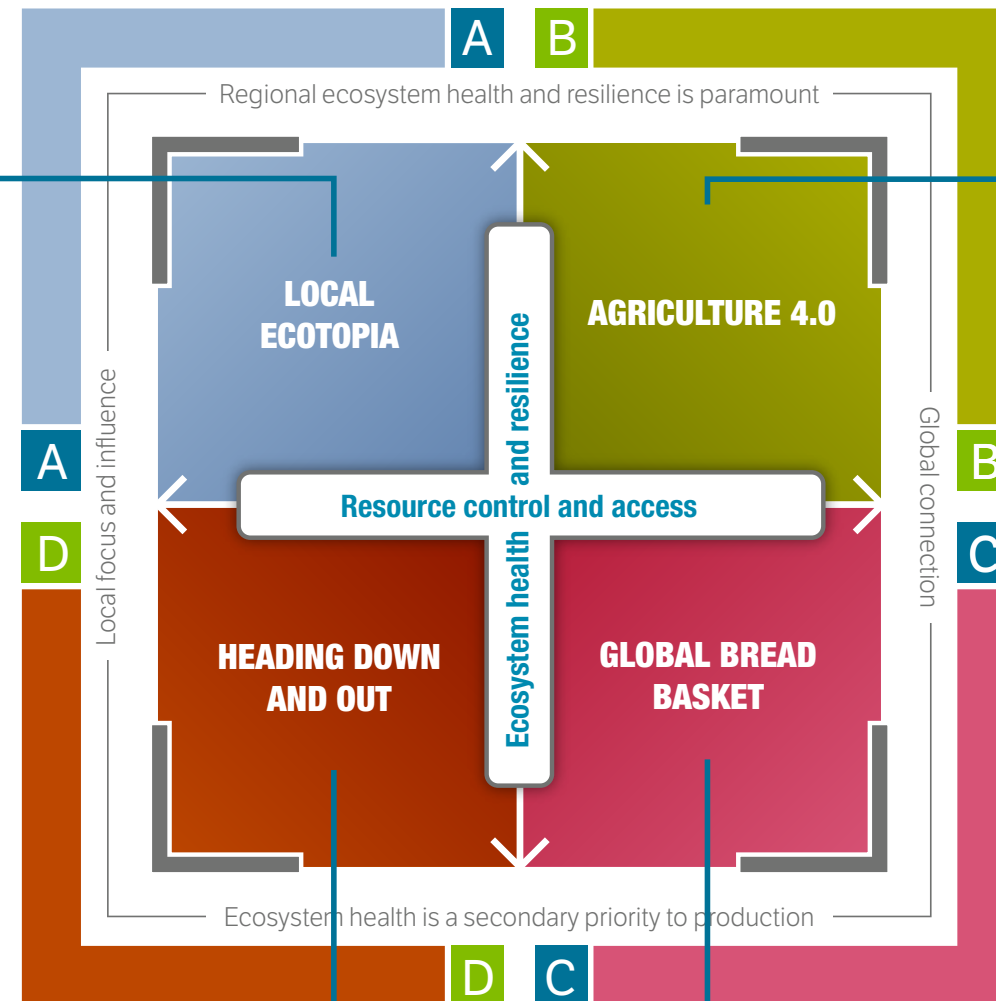 A
B
Regional ecosystem health and resilience is paramount
LOCAL
ECOTOPIA
AGRICULTURE 4.0
Local focus and influence
Global connection
A
B
Resource control and access
Ecosystem health and resilience
D
C
HEADING DOWN
AND OUT
GLOBAL BREAD
BASKET
Ecosystem health is a secondary priority to production
D
C